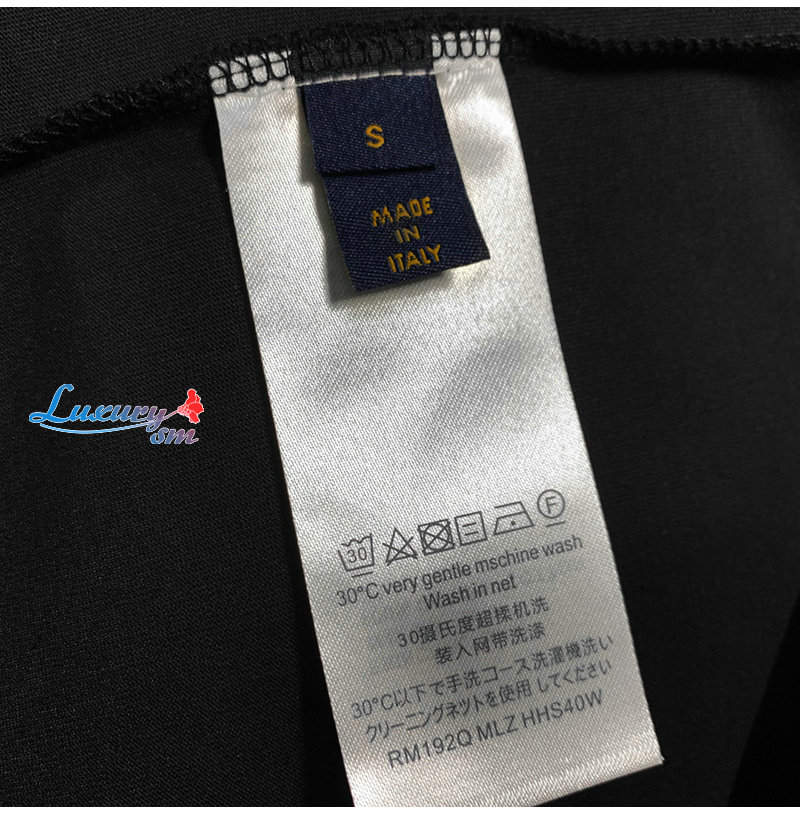 S
MADE
IN
ITALY
Luxury
sm
30 F
30°C very gentle mschine wash
Wash in net
30摄氏度超揉机洗
装入网带洗涤
30℃以下で手洗コース洗濯機洗い
クリーニングネットを使用 してください
RM192Q MLZ HHS40W